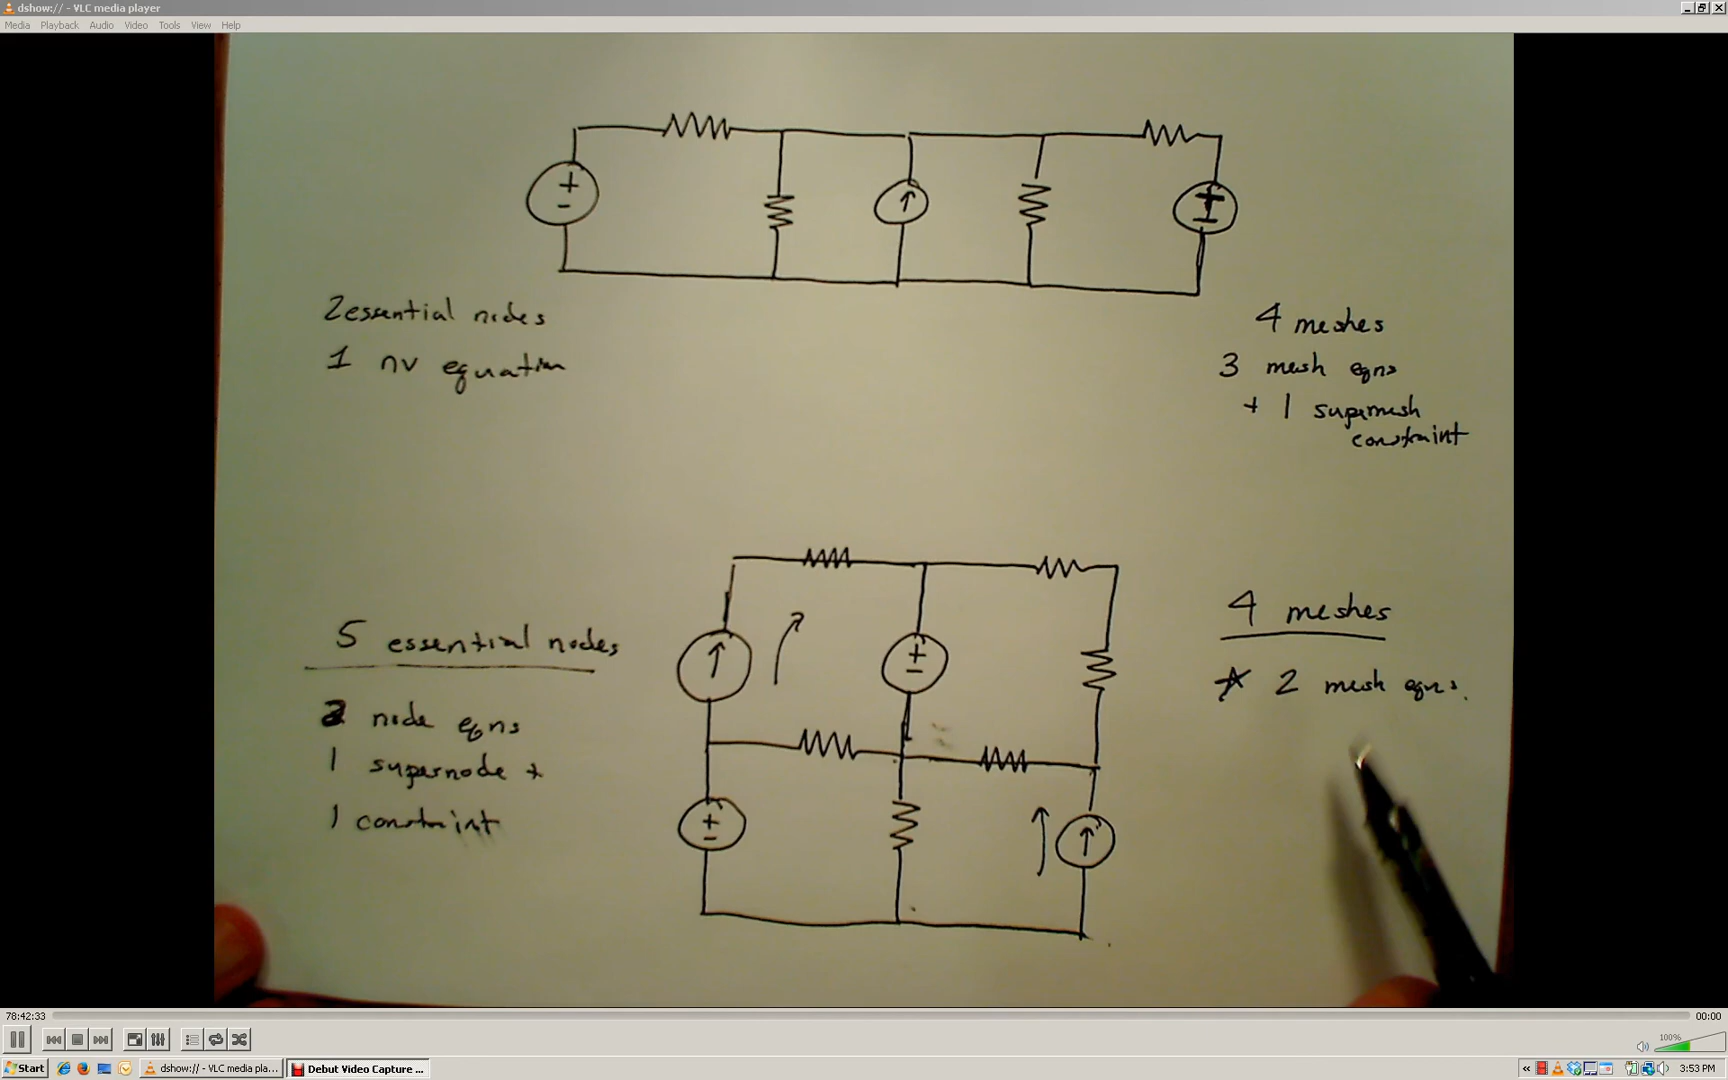 dshow:// - VLC media player
Media Playback Audio Video Tools View Help
+
-
+
-
2 essential nodes
1 nv equation
4 meshes
3 mesh eqns
+ 1 supermesh
constraint
5 essential nodes
2 node eqns
1 supernode +
1 constraint
+
-
+
-
4 meshes
* 2 mesh eqns.
78:42:33
00:00
100%
Start
dshow:// - VLC media pla...
Debut Video Capture ...
«
3:53 PM